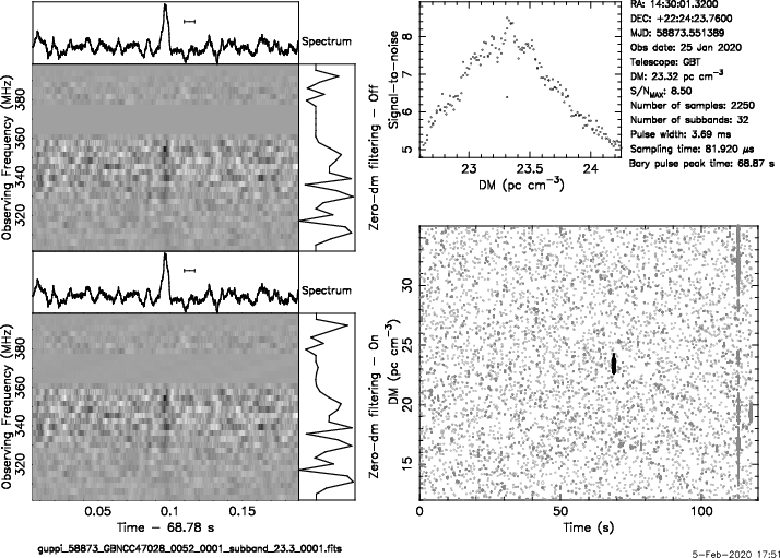 Spectrum
Observing Frequency (MHz)
380
360
340
320
Zero-dm filtering - Off
Spectrum
Observing Frequency (MHz)
380
360
340
320
Zero-dm filtering - On
0.05 0.1 0.15
Time - 68.78 s
guppi_58873_GBNCC47028_0052_0001_subband_23.3_0001.fits
Signal-to-noise
8
7
6
5
23 23.5 24
DM (pc cm⁻³)
RA: 14:30:01.3200
DEC: +22:24:23.7600
MJD: 58873.551389
Obs date: 25 Jan 2020
Telescope: GBT
DM: 23.32 pc cm⁻³
S/N_MAX: 8.50
Number of samples: 2250
Number of subbands: 32
Pulse width: 3.69 ms
Sampling time: 81.920 μs
Bary pulse peak time: 68.87 s
DM (pc cm⁻³)
30
25
20
15
0 50 100
Time (s)
5-Feb-2020 17:51